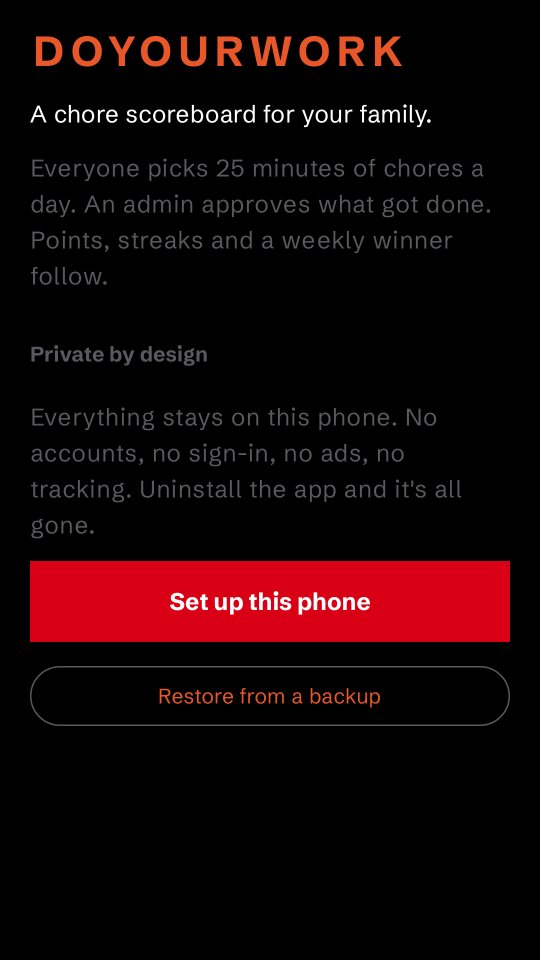 DOYOURWORK
A chore scoreboard for your family.
Everyone picks 25 minutes of chores a
day. An admin approves what got done.
Points, streaks and a weekly winner
follow.
Private by design
Everything stays on this phone. No
accounts, no sign-in, no ads, no
tracking. Uninstall the app and it's all
gone.
Set up this phone
Restore from a backup